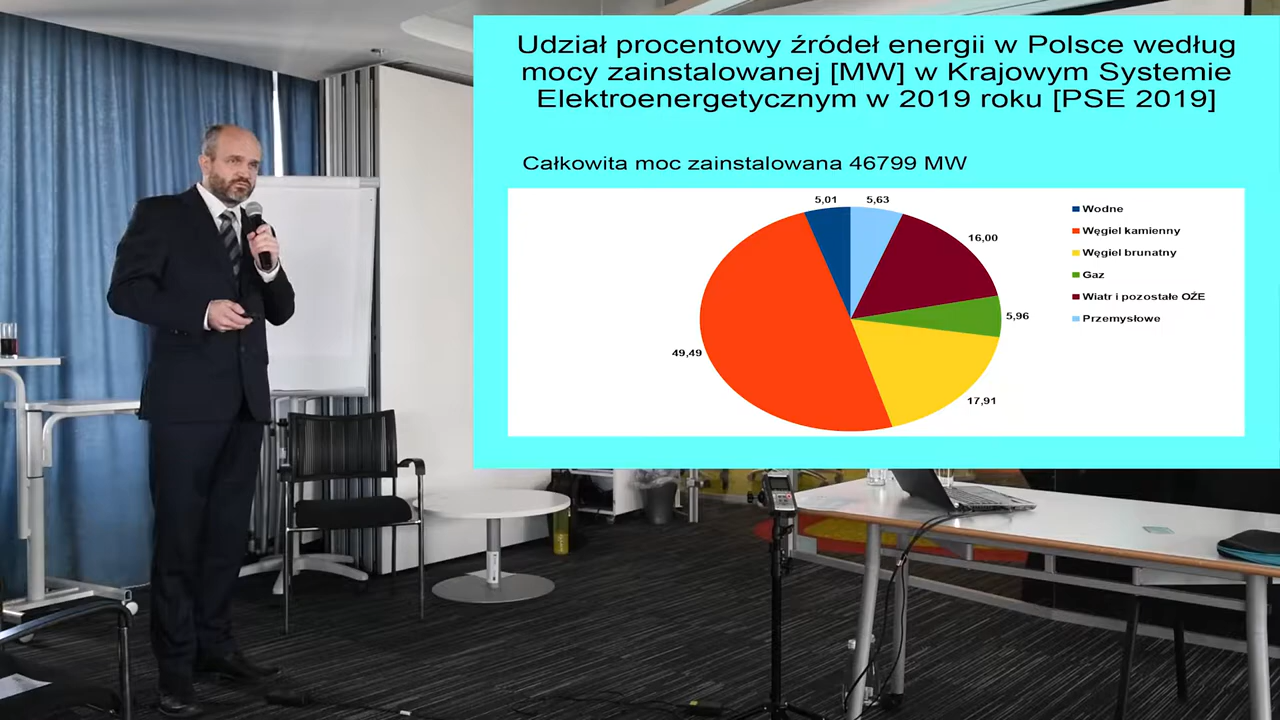 Udział procentowy źródeł energii w Polsce według
mocy zainstalowanej [MW] w Krajowym Systemie
Elektroenergetycznym w 2019 roku [PSE 2019]
Całkowita moc zainstalowana 46799 MW
5,01
5,63
16,00
5,96
17,91
49,49
Wodne
Węgiel kamienny
Węgiel brunatny
Gaz
Wiatr i pozostałe OŹE
Przemysłowe